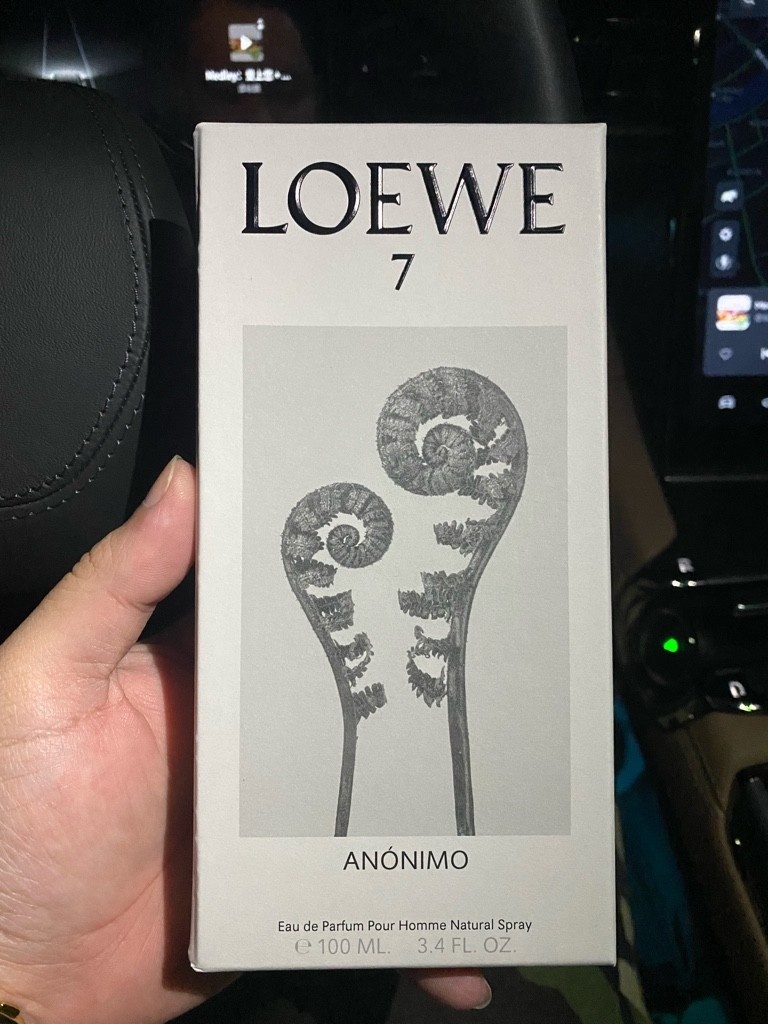 LOEWE
7
ANÓNIMO
Eau de Parfum Pour Homme Natural Spray
℮ 100 ML. 3.4 FL. OZ.